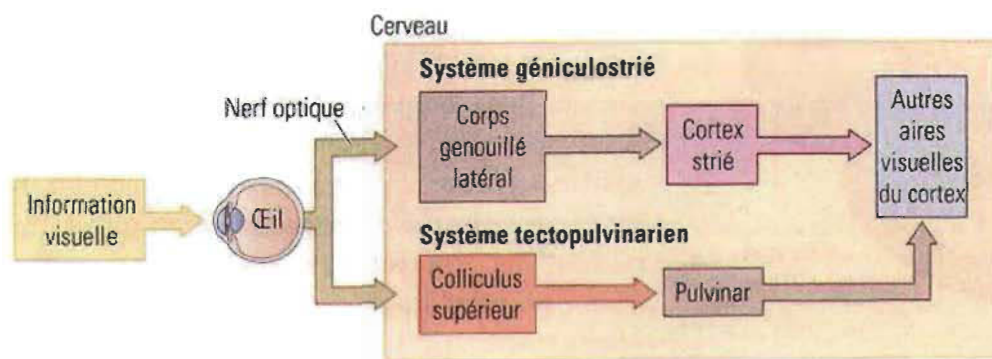 Cerveau
Système géniculostrié
Nerf optique
Corps
genouillé
latéral
Cortex
strié
Autres
aires
visuelles
du cortex
Information
visuelle
Œil
Système tectopulvinarien
Colliculus
supérieur
Pulvinar